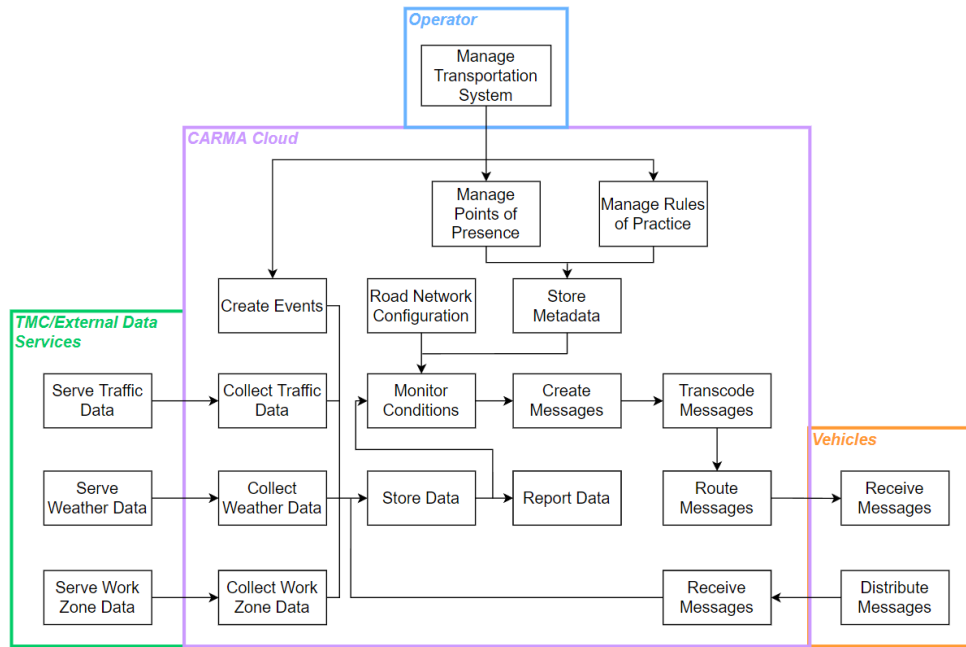 Operator
Manage
Transportation
System
CARMA Cloud
Manage
Points of
Presence
Manage Rules
of Practice
Create Events
Road Network
Configuration
Store
Metadata
TMC/External Data
Services
Serve Traffic
Data
Collect Traffic
Data
Monitor
Conditions
Create
Messages
Transcode
Messages
Vehicles
Serve
Weather Data
Collect
Weather Data
Store Data
Report Data
Route
Messages
Receive
Messages
Serve Work
Zone Data
Collect Work
Zone Data
Receive
Messages
Distribute
Messages